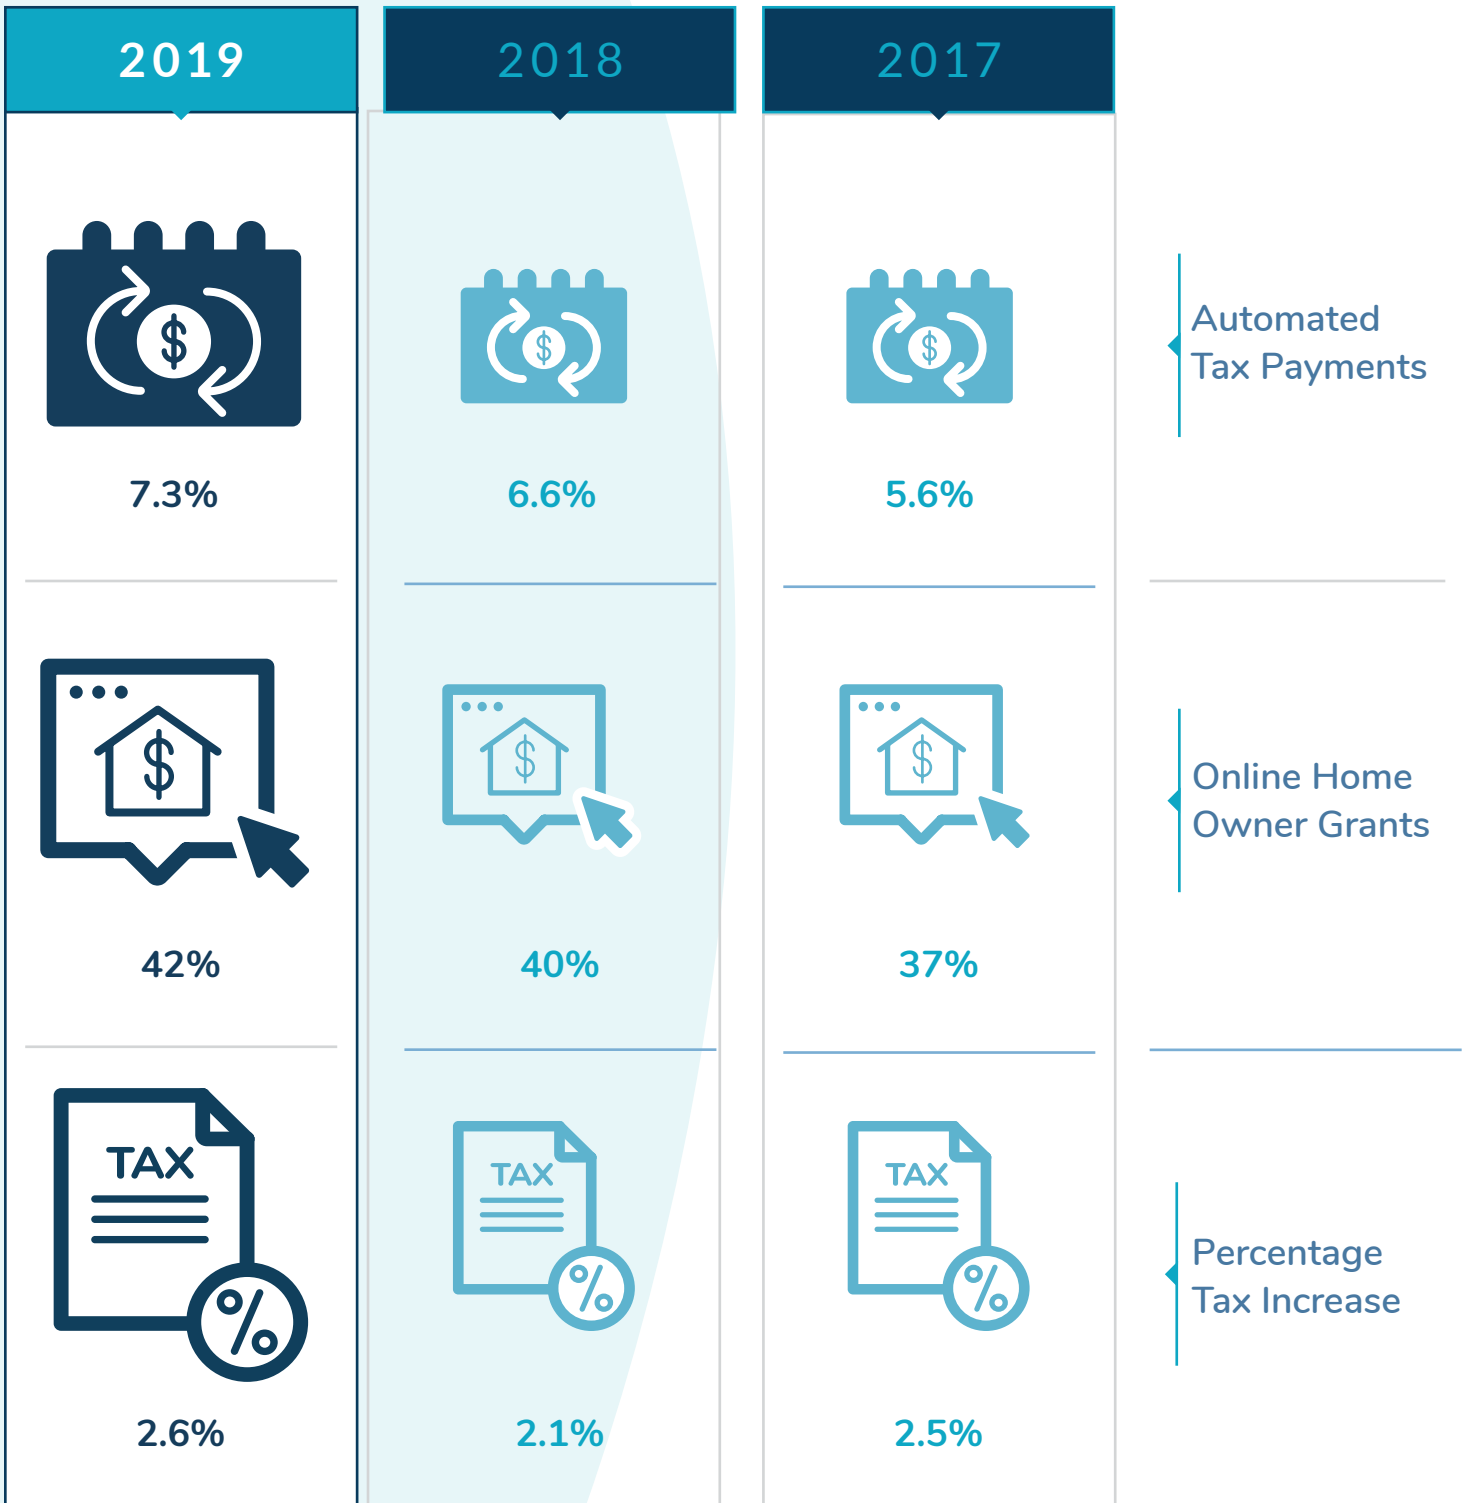 2019
2018
2017
$
$
$
Automated
Tax Payments
7.3%
6.6%
5.6%
$
$
$
Online Home
Owner Grants
42%
40%
37%
TAX
TAX
TAX
%
%
%
Percentage
Tax Increase
2.6%
2.1%
2.5%